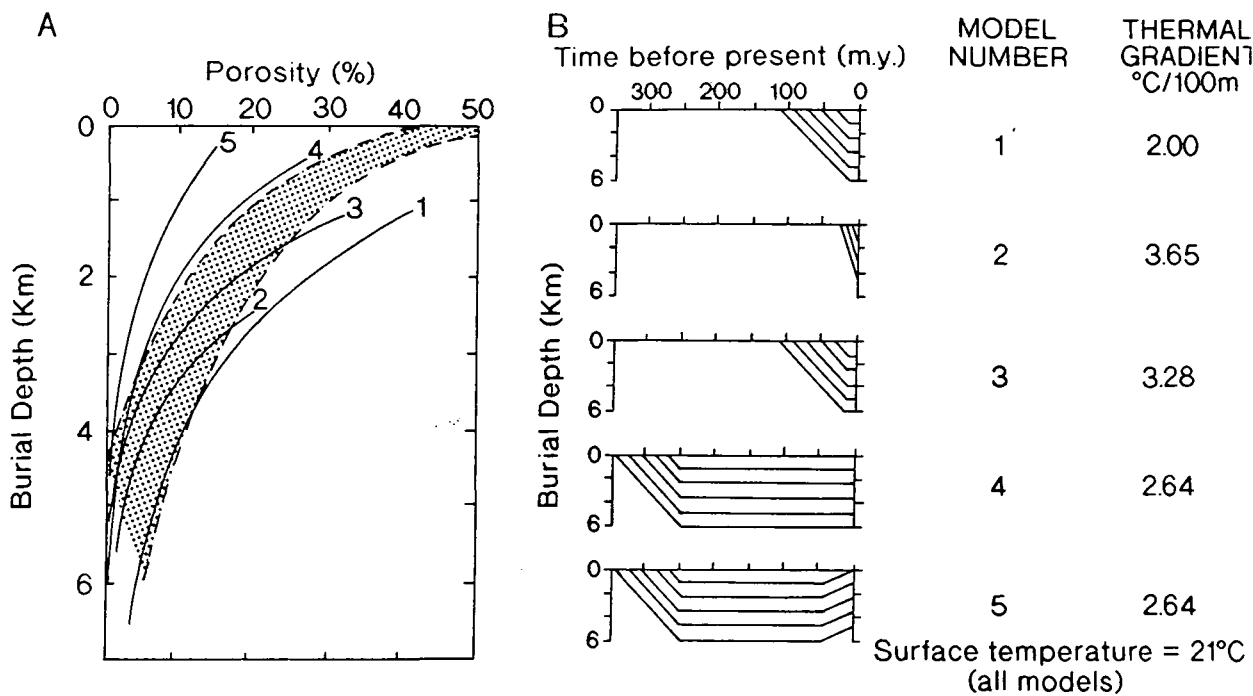 A
Porosity (%)
0 10 20 30 40 50
0
2
4
6
Burial Depth (Km)
5
4
3
1
2
B
Time before present (m.y.)
300 200 100 0
0
6
0
6
0
6
0
6
0
6
Burial Depth (Km)
MODEL
NUMBER
THERMAL
GRADIENT
°C/100m
1 2.00
2 3.65
3 3.28
4 2.64
5 2.64
Surface temperature = 21°C
(all models)